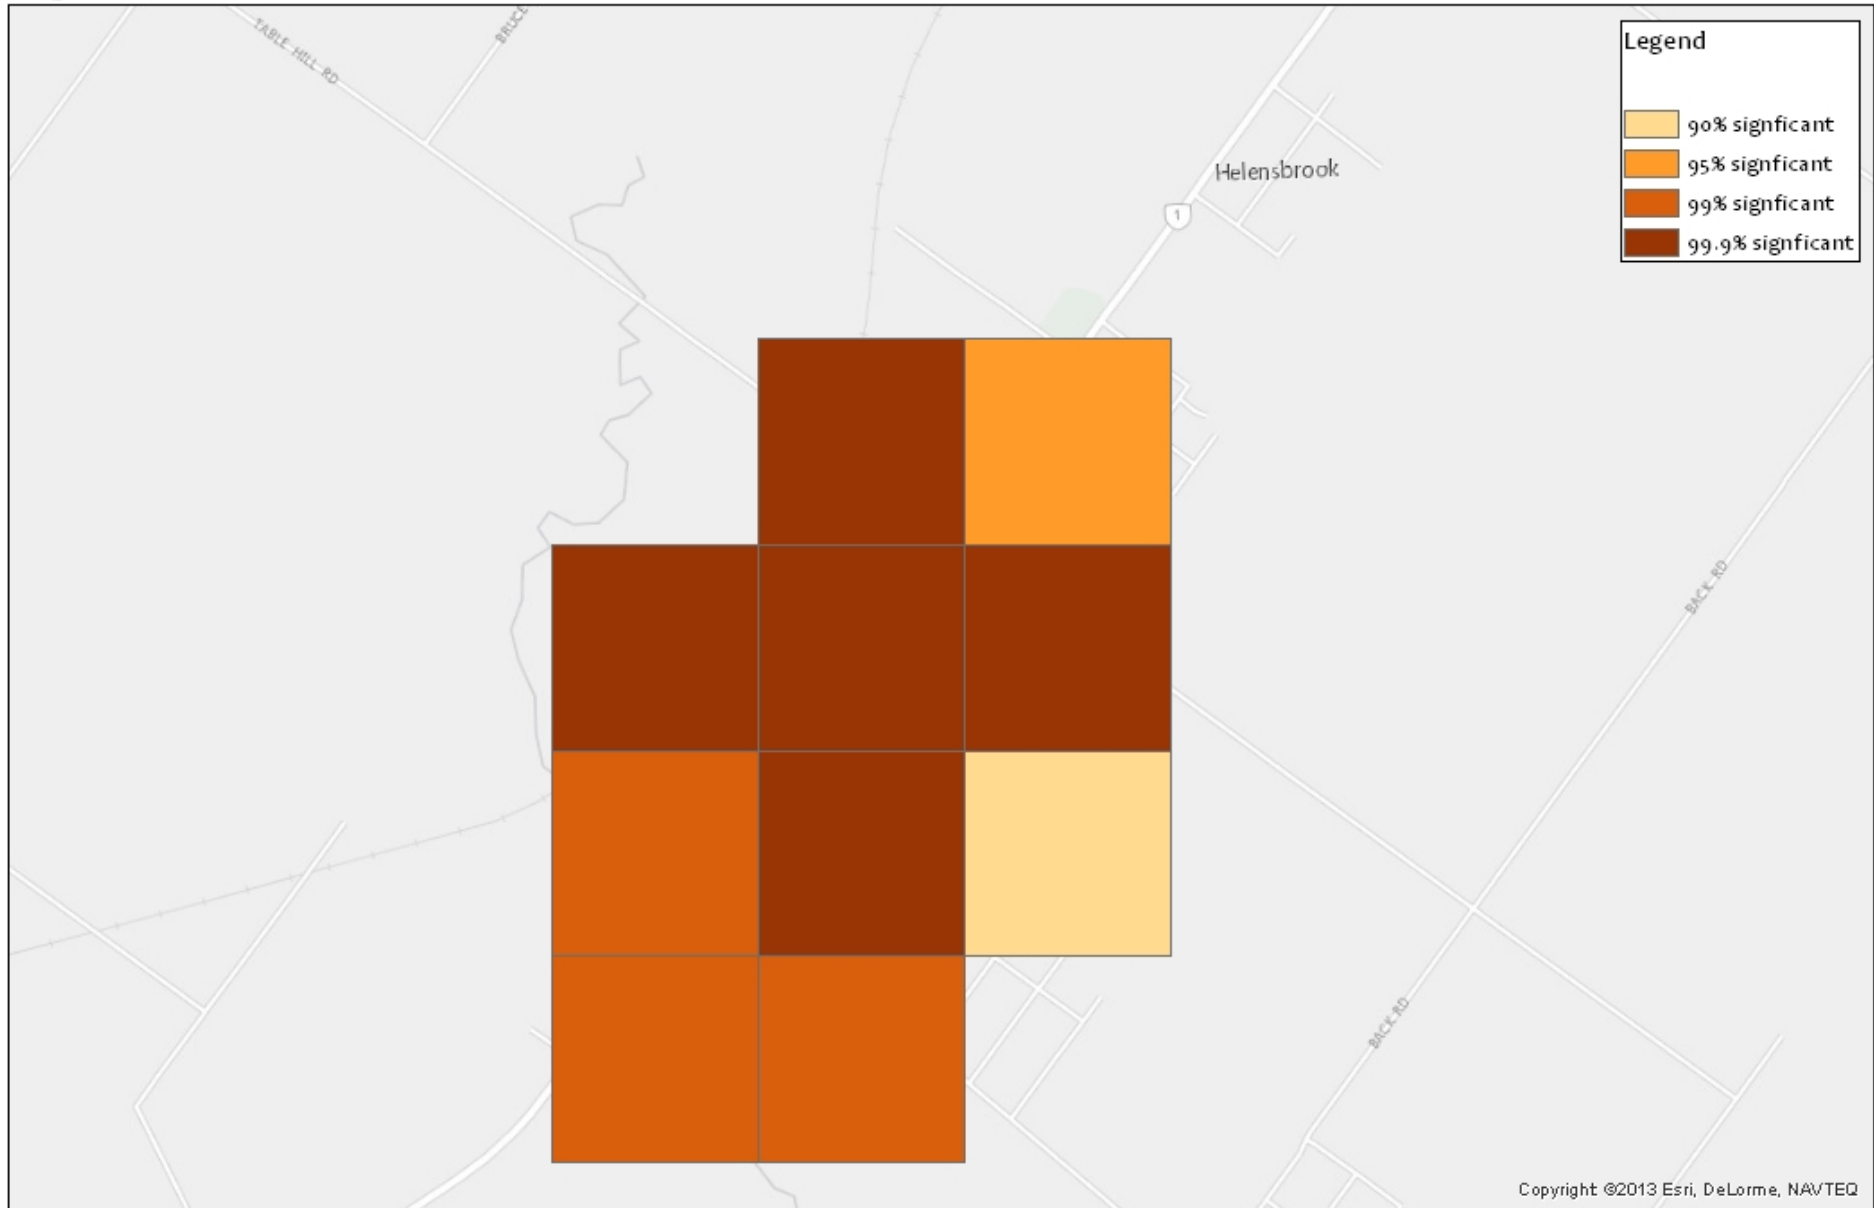 TABLE HILL RD
BRUCE
Legend
90% signficant
95% signficant
99% signficant
99.9% signficant
Helensbrook
1
BACK RD
BACK RD
Copyright ©2013 Esri, DeLorme, NAVTEQ